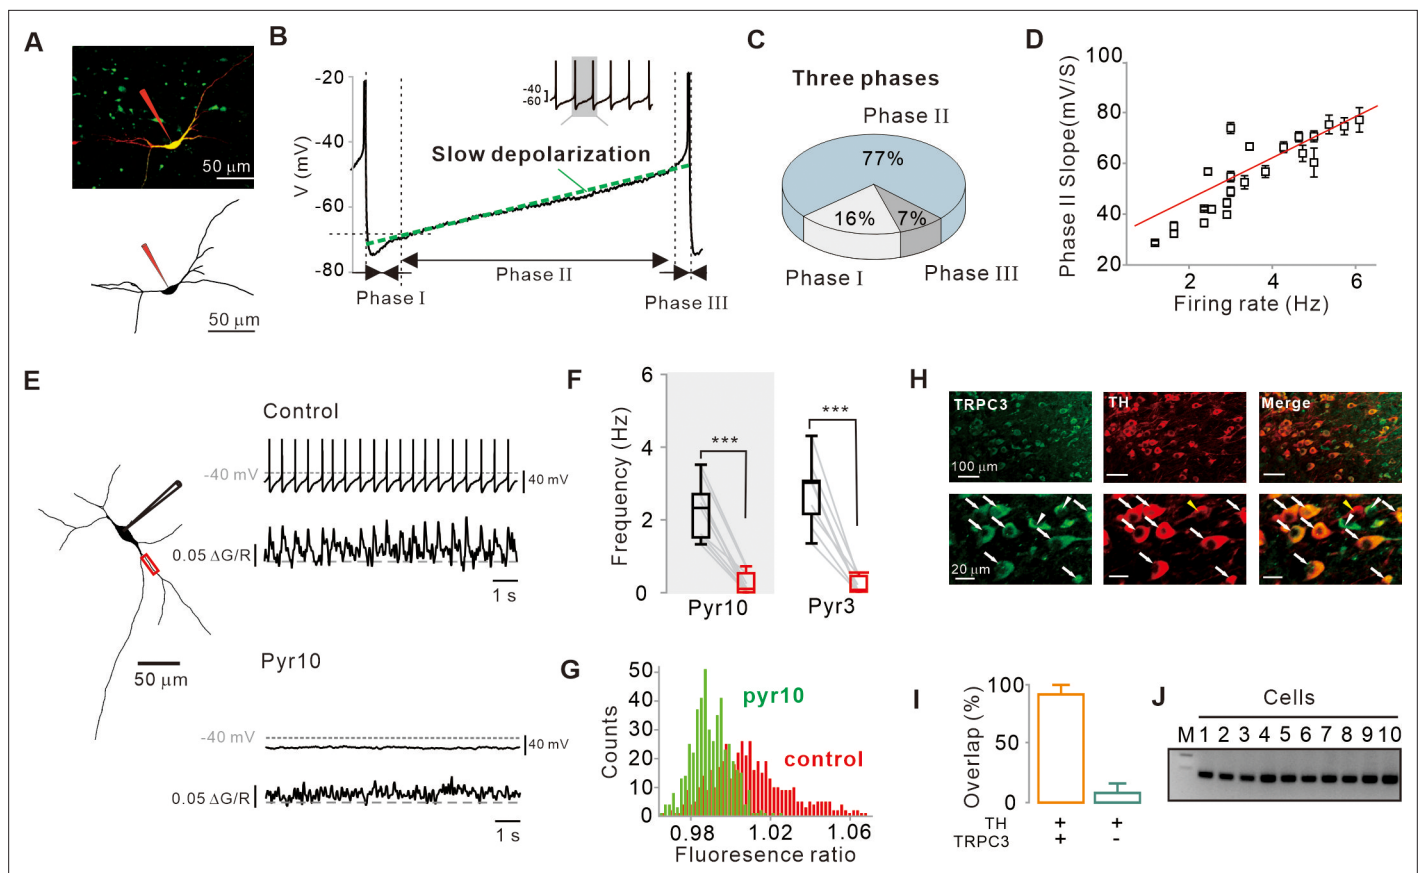 A
50 μm
50 μm
B
-20
-40
-60
-80
V (mV)
-40
-60
Slow depolarization
Phase I
Phase II
Phase III
C
Three phases
Phase II
77%
16%
7%
Phase I
Phase III
D
100
80
60
40
20
Phase II Slope(mV/S)
2
4
6
Firing rate (Hz)
E
Control
-40 mV
40 mV
0.05 ΔG/R
1 s
50 μm
Pyr10
-40 mV
40 mV
0.05 ΔG/R
1 s
F
6
4
2
0
Frequency (Hz)
***
***
Pyr10
Pyr3
G
50
40
30
20
10
0
Counts
pyr10
control
0.98
1.02
1.06
Fluoresence ratio
H
TRPC3
TH
Merge
100 μm
20 μm
I
100
50
0
Overlap (%)
TH + +
TRPC3 + -
J
Cells
M 1 2 3 4 5 6 7 8 9 10